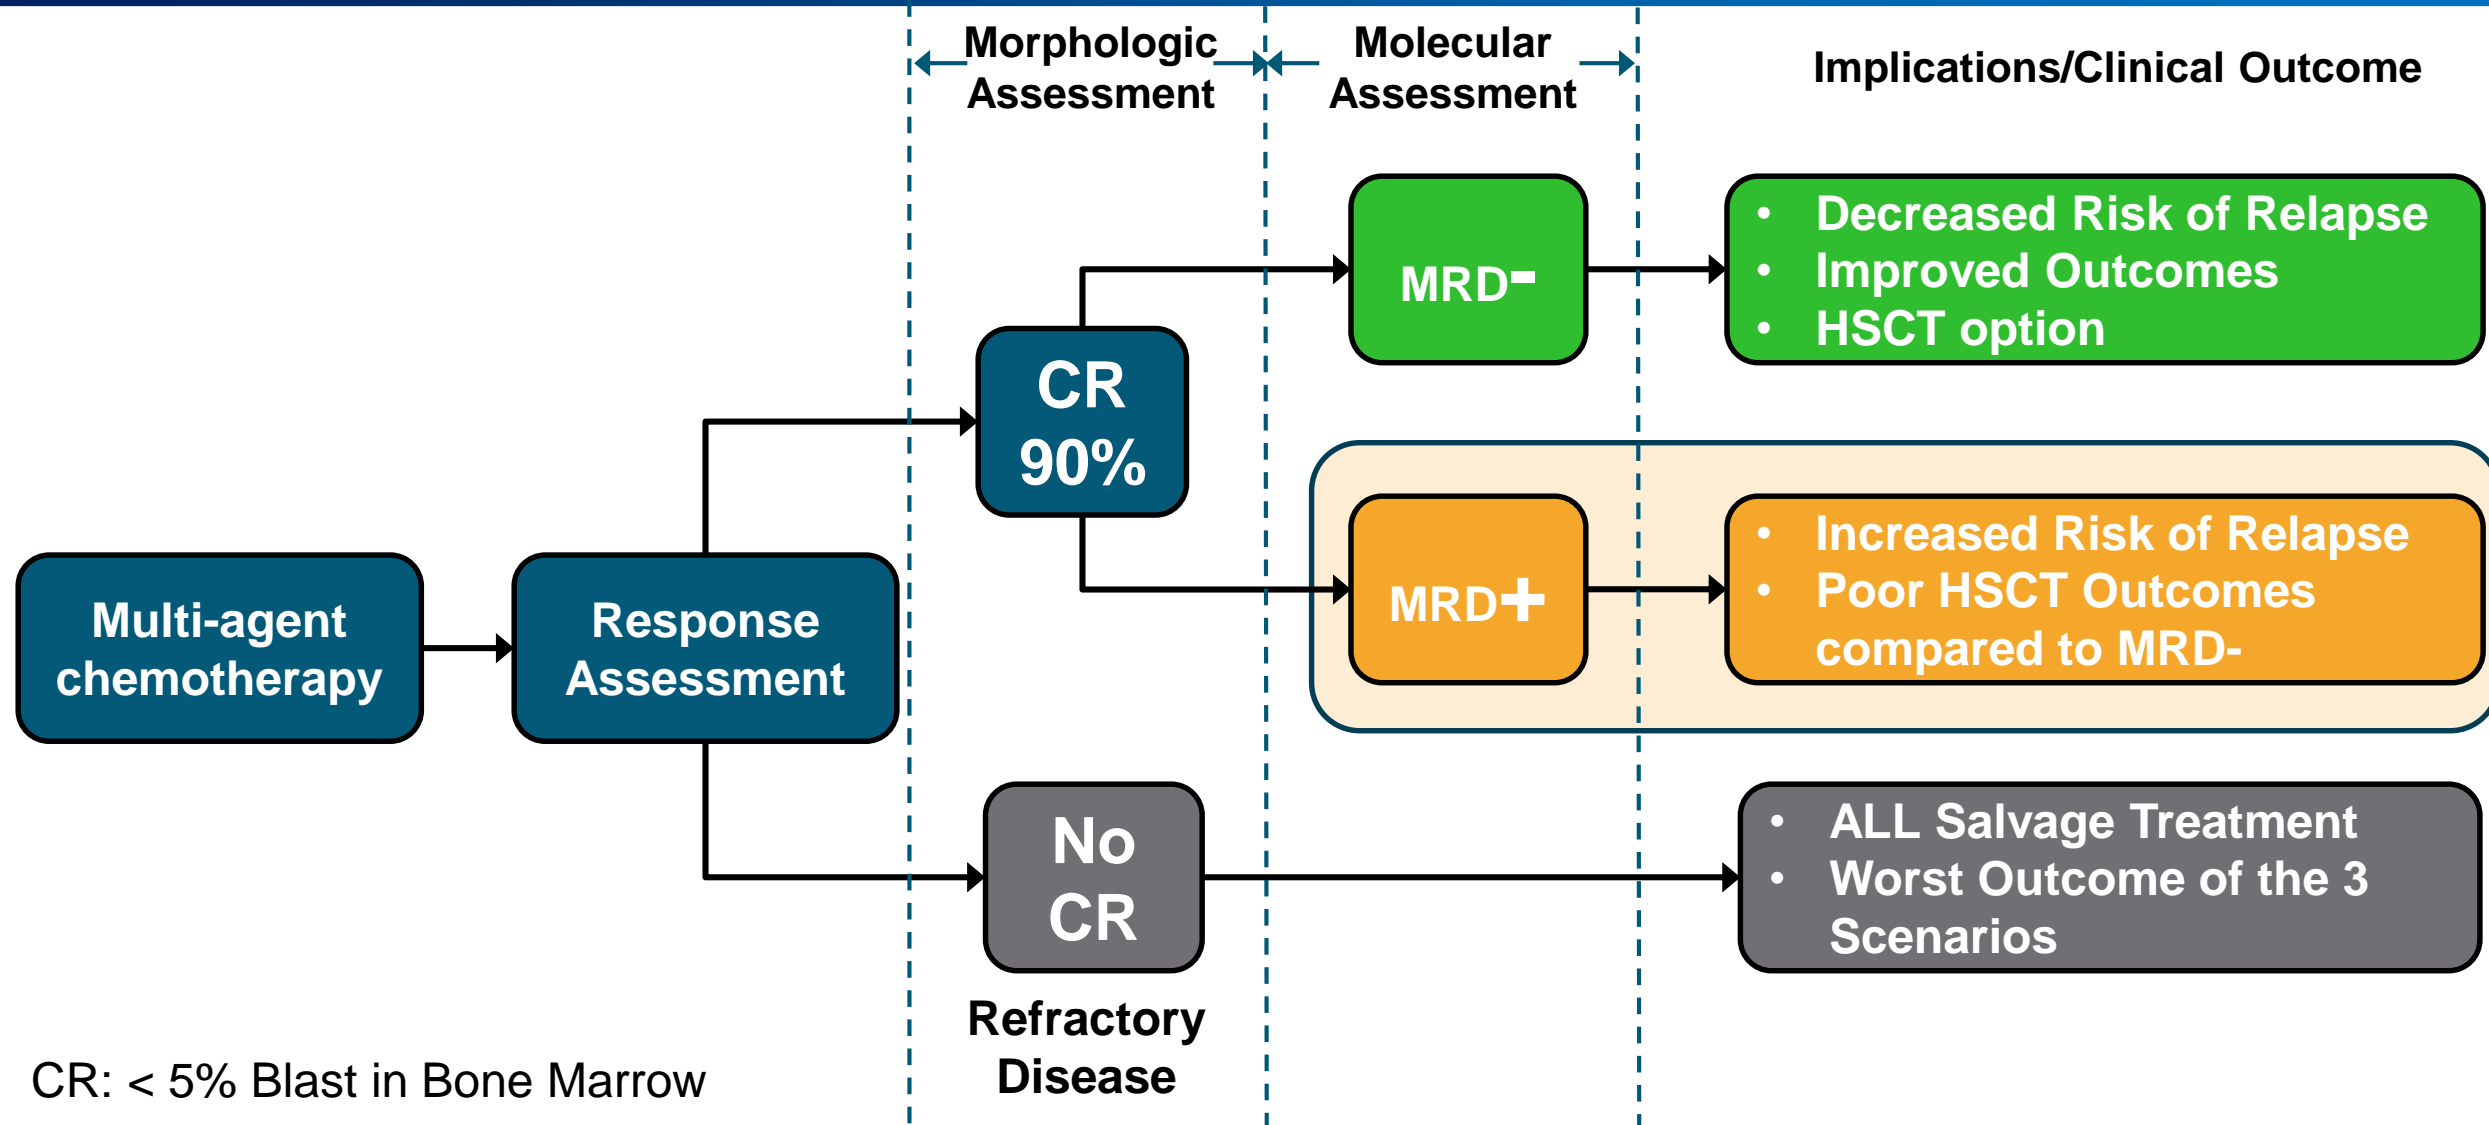 Morphologic
Assessment
Molecular
Assessment
Implications/Clinical Outcome
MRD-
• Decreased Risk of Relapse
• Improved Outcomes
• HSCT option
CR
90%
MRD+
• Increased Risk of Relapse
• Poor HSCT Outcomes
compared to MRD-
Multi-agent
chemotherapy
Response
Assessment
No
CR
• ALL Salvage Treatment
• Worst Outcome of the 3
Scenarios
Refractory
Disease
CR: < 5% Blast in Bone Marrow